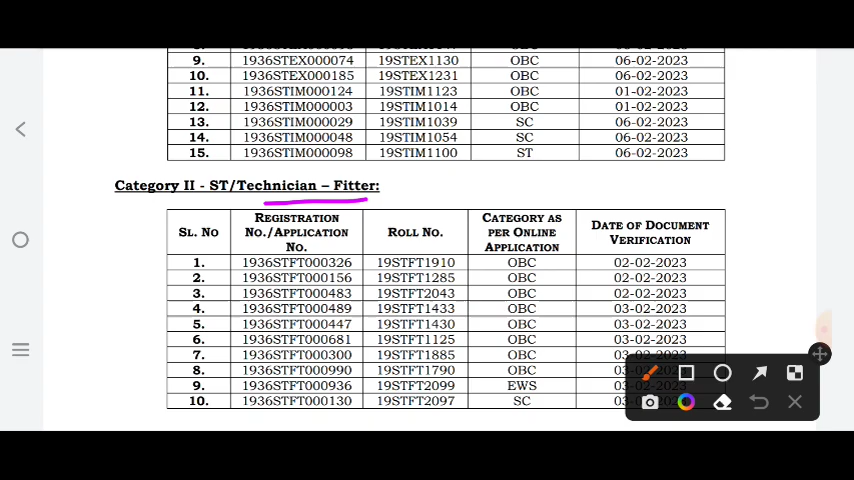 9. 1936STEX000074 19STEX1130 OBC 06-02-2023
10. 1936STEX000185 19STEX1231 OBC 06-02-2023
11. 1936STIM000124 19STIM1123 OBC 01-02-2023
12. 1936STIM000003 19STIM1014 OBC 01-02-2023
13. 1936STIM000029 19STIM1039 SC 06-02-2023
14. 1936STIM000048 19STIM1054 SC 06-02-2023
15. 1936STIM000098 19STIM1100 ST 06-02-2023
Category II - ST/Technician – Fitter:
SL. NO REGISTRATION NO./APPLICATION NO. ROLL NO. CATEGORY AS PER ONLINE APPLICATION DATE OF DOCUMENT VERIFICATION
1. 1936STFT000326 19STFT1910 OBC 02-02-2023
2. 1936STFT000156 19STFT1285 OBC 02-02-2023
3. 1936STFT000483 19STFT2043 OBC 02-02-2023
4. 1936STFT000489 19STFT1433 OBC 03-02-2023
5. 1936STFT000447 19STFT1430 OBC 03-02-2023
6. 1936STFT000681 19STFT1125 OBC 03-02-2023
7. 1936STFT000300 19STFT1885 OBC
8. 1936STFT000990 19STFT1790 OBC
9. 1936STFT000936 19STFT2099 EWS
10. 1936STFT000130 19STFT2097 SC